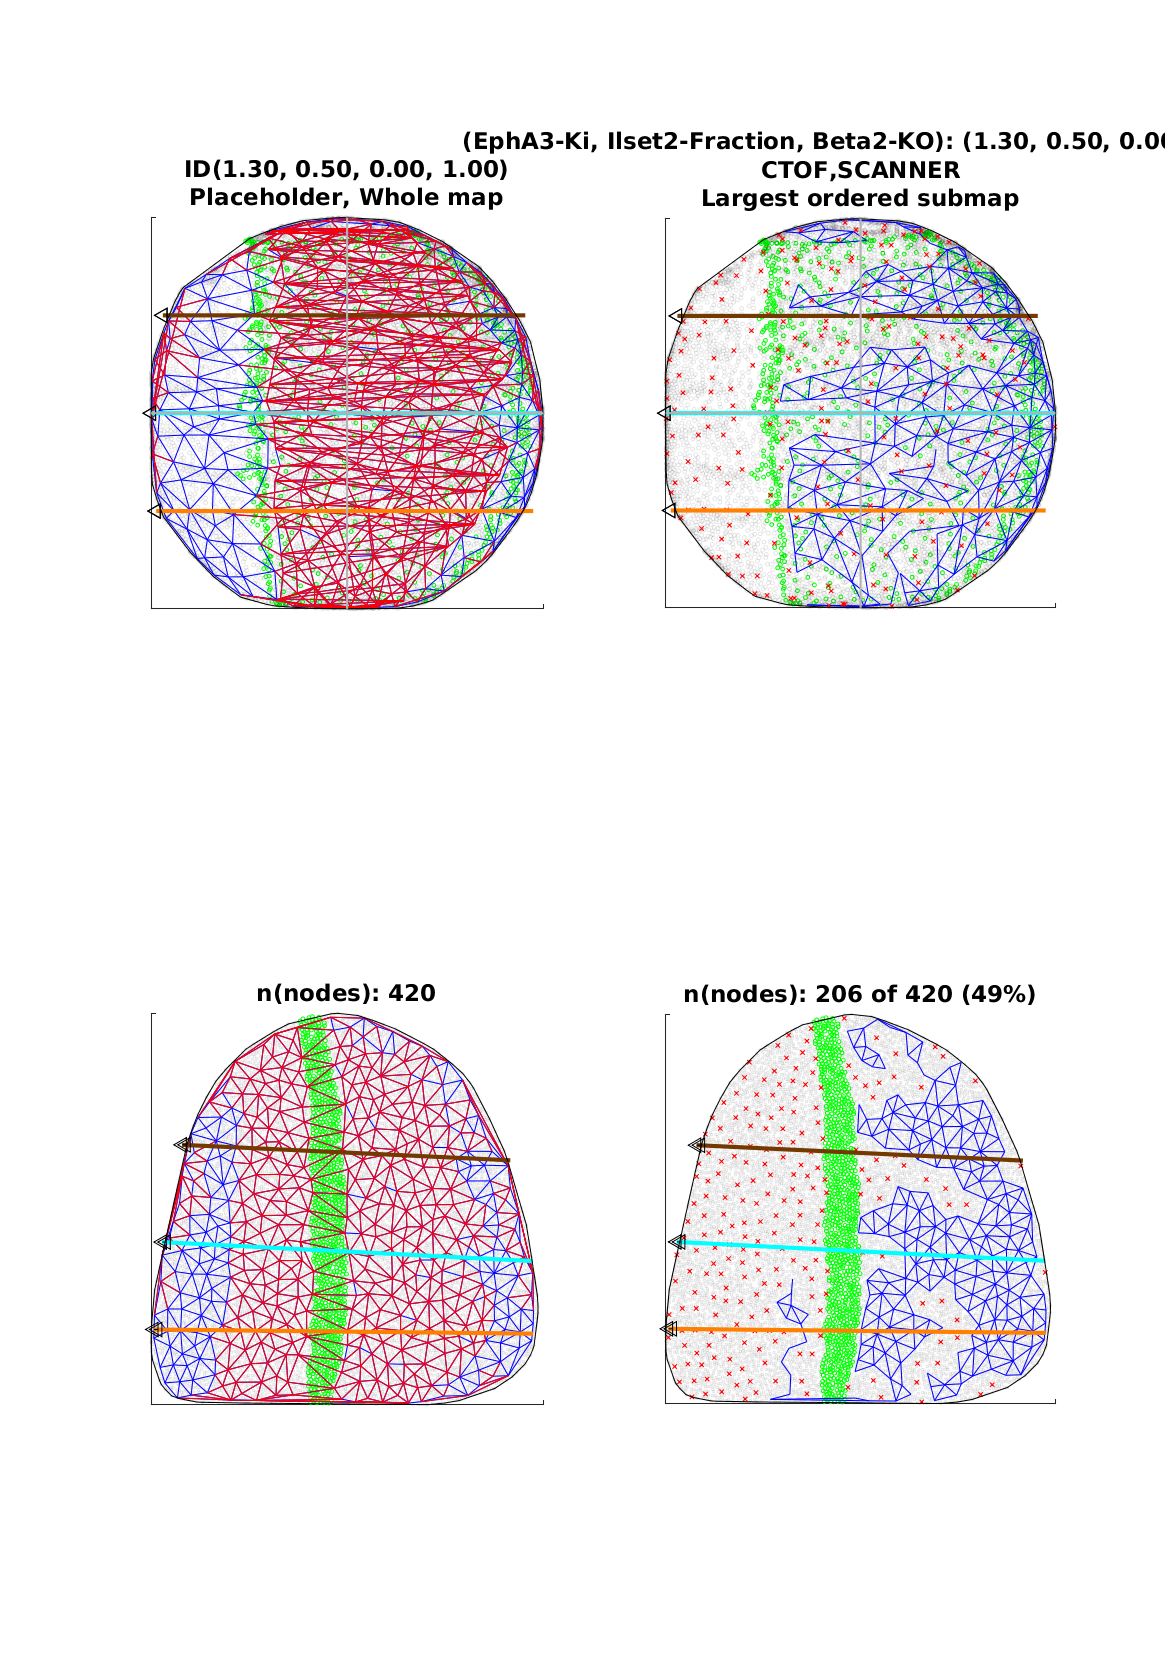 (EphA3-Ki, Ilset2-Fraction, Beta2-KO): (1.30, 0.50, 0.00
ID(1.30, 0.50, 0.00, 1.00)
Placeholder, Whole map
CTOF,SCANNER
Largest ordered submap
n(nodes): 420
n(nodes): 206 of 420 (49%)